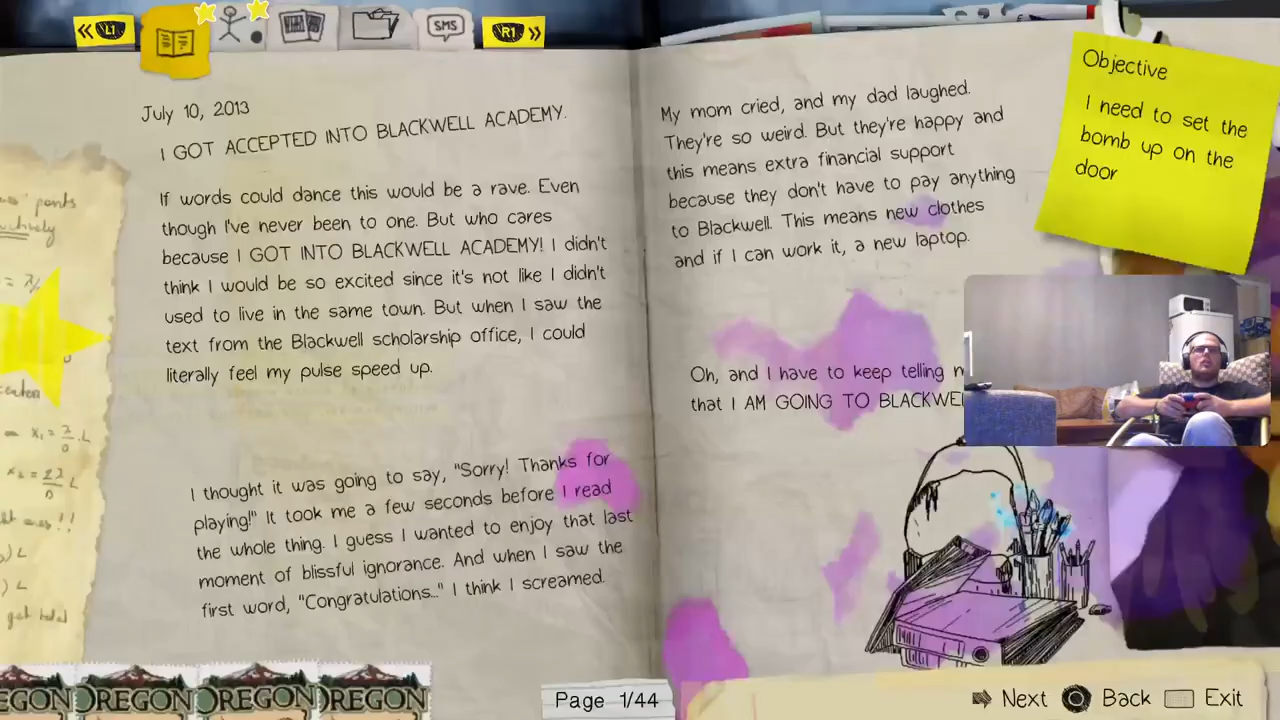 L1
SMS
R1
July 10, 2013
I GOT ACCEPTED INTO BLACKWELL ACADEMY.
If words could dance this would be a rave. Even
though I've never been to one. But who cares
because I GOT INTO BLACKWELL ACADEMY! I didn't
think I would be so excited since it's not like I didn't
used to live in the same town. But when I saw the
text from the Blackwell scholarship office, I could
literally feel my pulse speed up.
I thought it was going to say, "Sorry! Thanks for
playing!" It took me a few seconds before I read
the whole thing. I guess I wanted to enjoy that last
moment of blissful ignorance. And when I saw the
first word, "Congratulations..." I think I screamed.
My mom cried, and my dad laughed.
They're so weird. But they're happy and
this means extra financial support
because they don't have to pay anything
to Blackwell. This means new clothes
and if I can work it, a new laptop.
Oh, and I have to keep telling
that I AM GOING TO
Objective
I need to set the
bomb up on the
door
EGON OREGON OREGON OREGON
Page 1/44
Next Back Exit